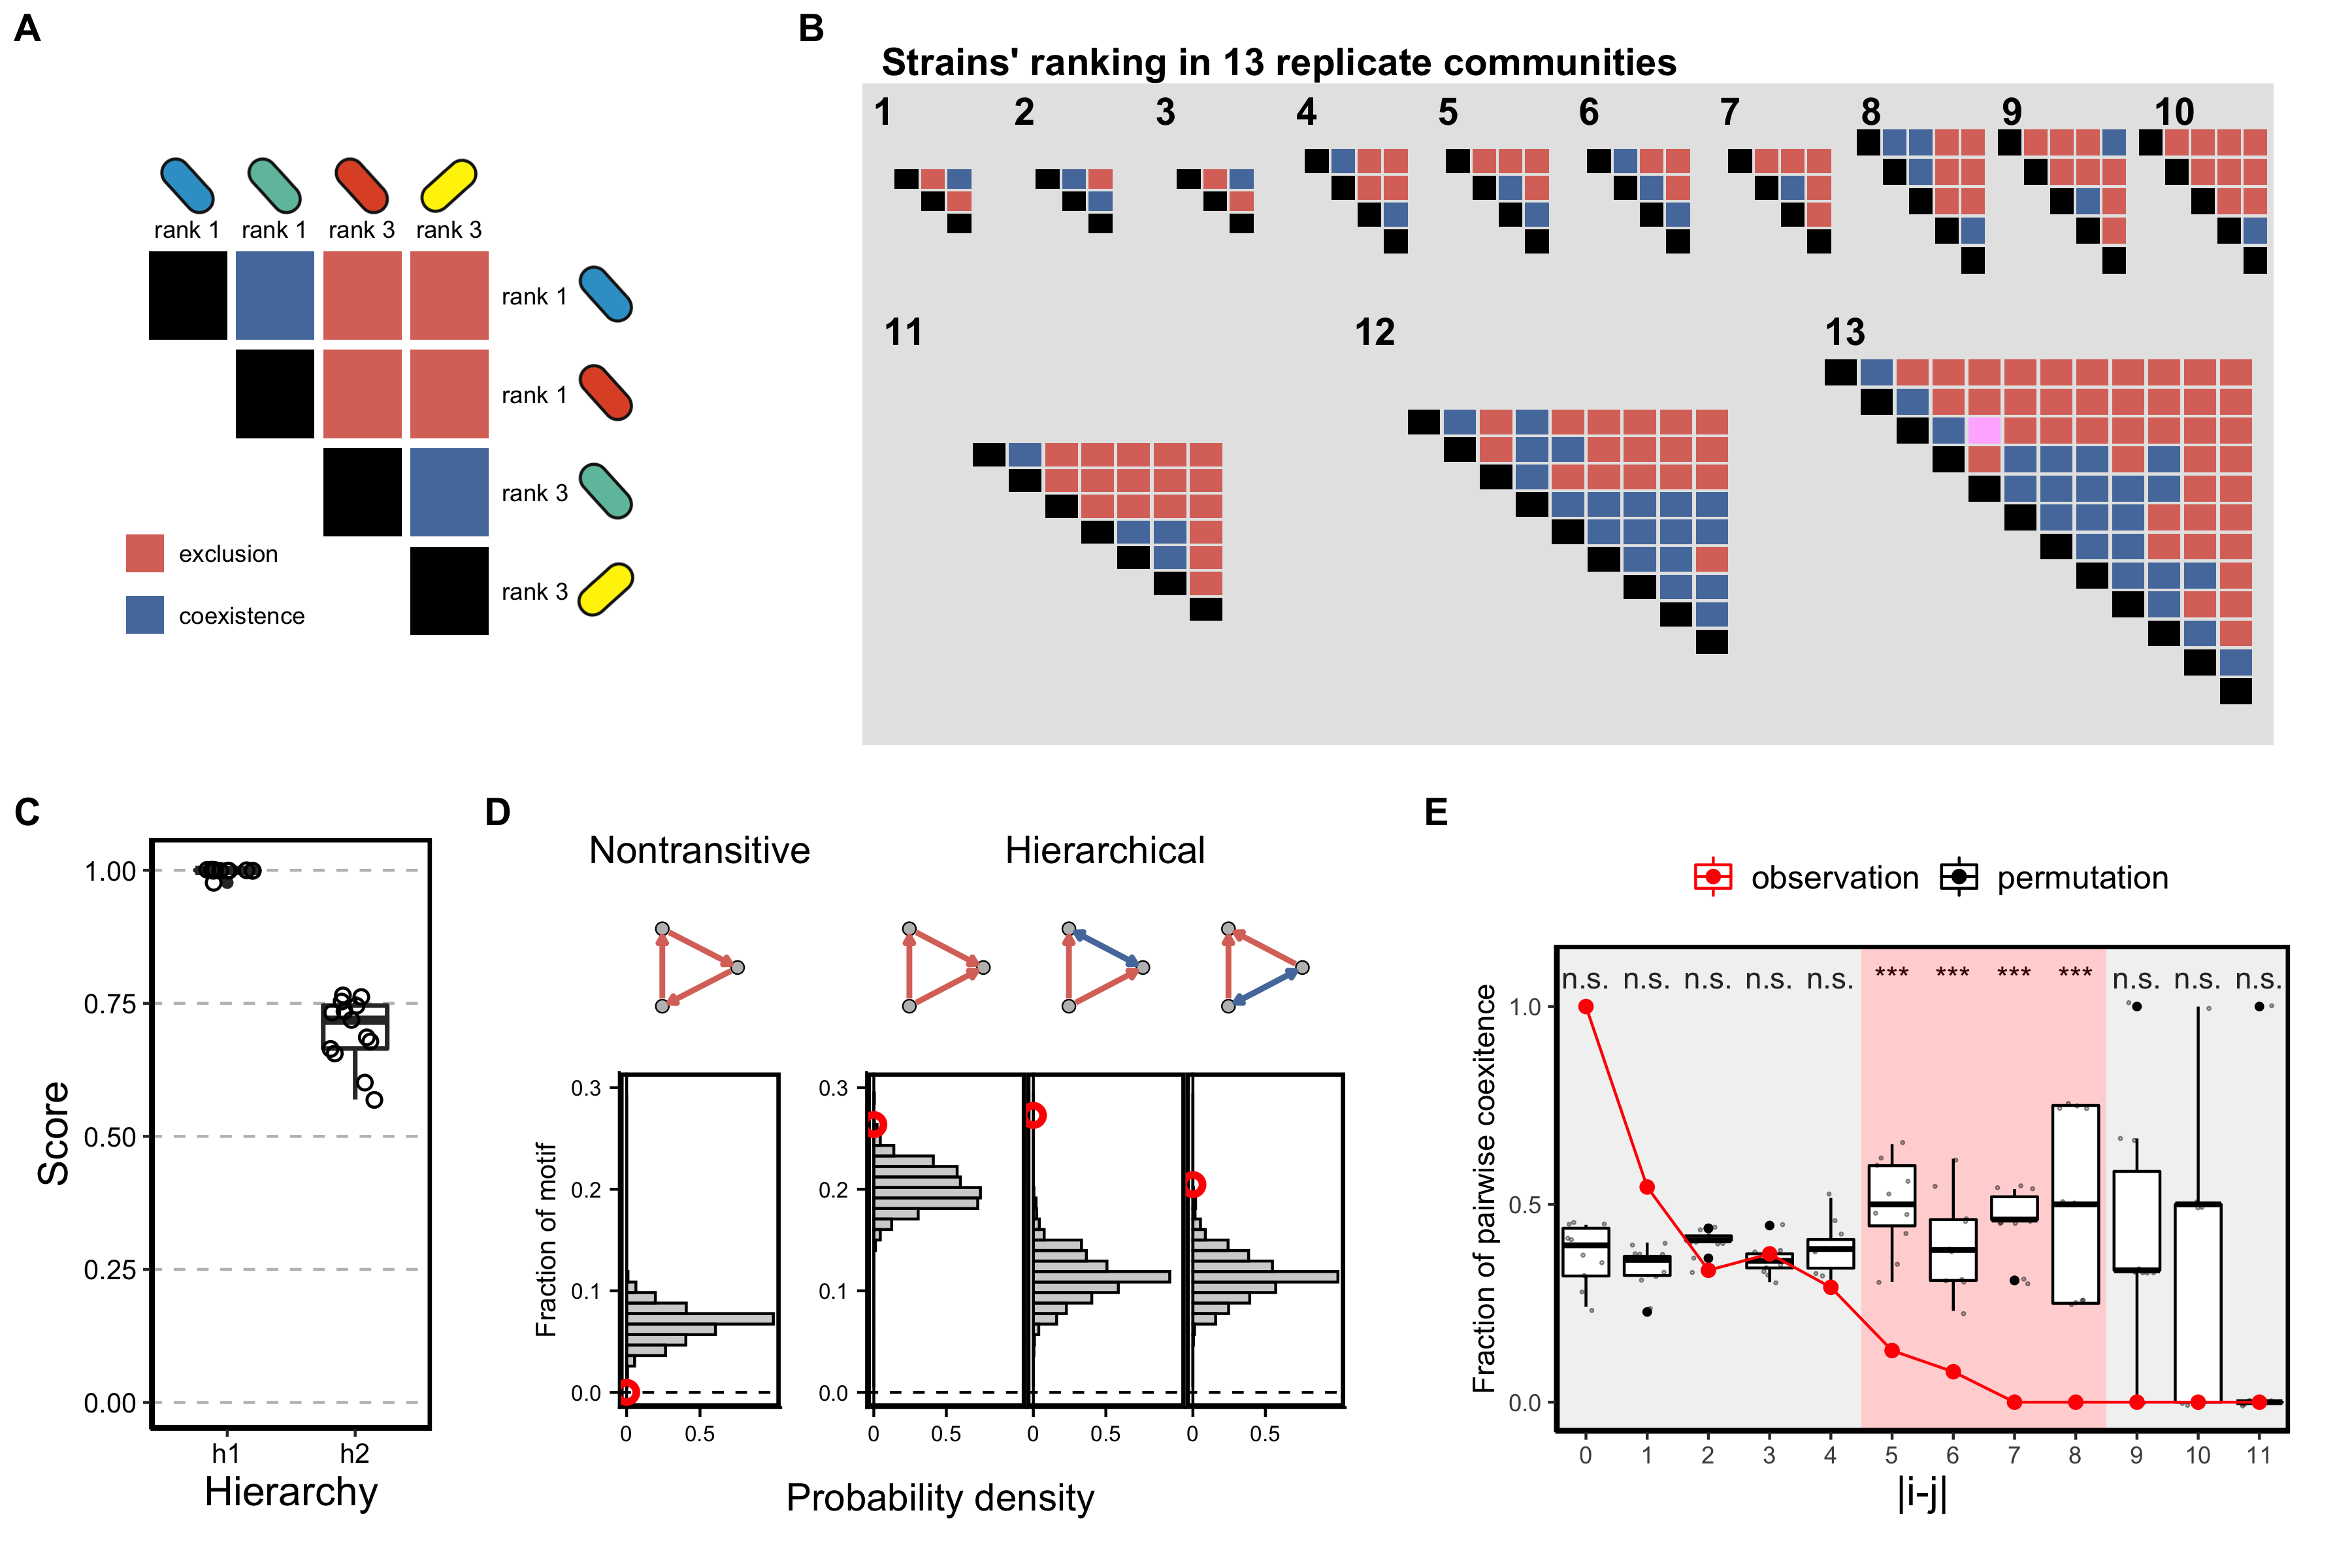 A
rank 1 rank 1 rank 3 rank 3
rank 1
rank 1
rank 3
rank 3
exclusion
coexistence
B
Strains' ranking in 13 replicate communities
1 2 3 4 5 6 7 8 9 10
11 12 13
C
Score
1.00
0.75
0.50
0.25
0.00
h1 h2
Hierarchy
D
Nontransitive Hierarchical
Fraction of motif
0.3 0.3
0.2 0.2
0.1 0.1
0.0 0.0
0 0.5 0 0.5 0 0.5 0 0.5
Probability density
E
observation permutation
Fraction of pairwise coexitence
n.s. n.s. n.s. n.s. n.s. *** *** *** *** n.s. n.s. n.s.
1.0
0.5
0.0
0 1 2 3 4 5 6 7 8 9 10 11
|i-j|